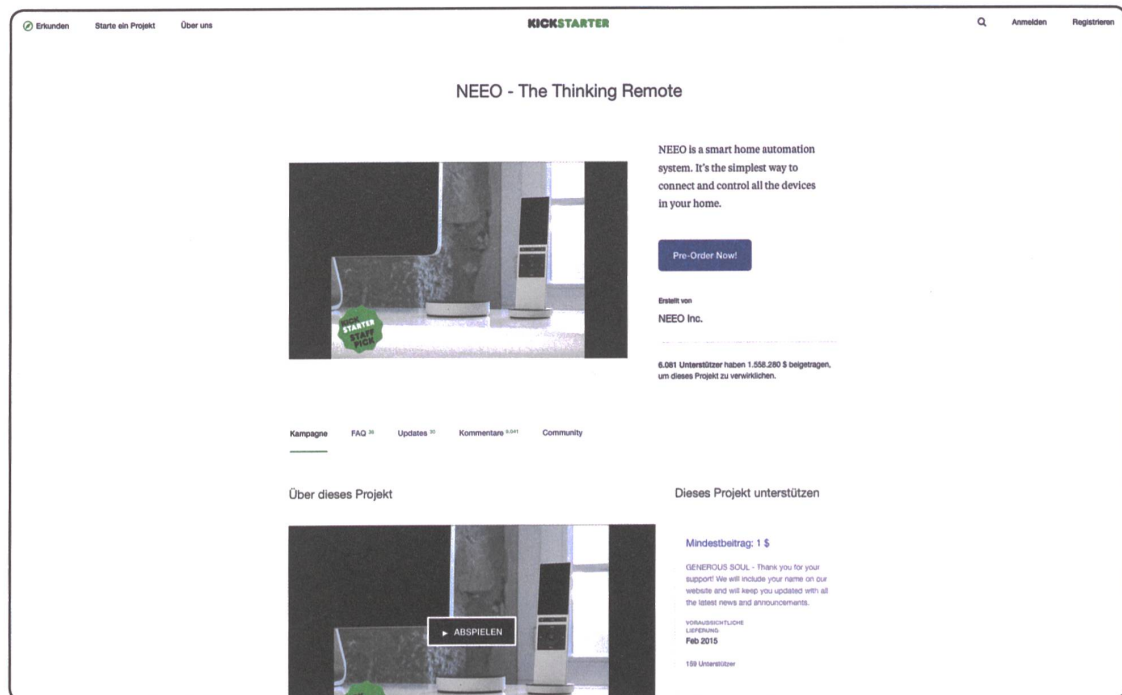 Erkunden Starte ein Projekt Über uns KICKSTARTER Anmelden Registrieren
NEEO - The Thinking Remote
NEEO is a smart home automation
system. It's the simplest way to
connect and control all the devices
in your home.
Pre-Order Now!
Erstellt von
NEEO Inc.
6.081 Unterstützer haben 1.558.280 $ beigetragen,
um dieses Projekt zu verwirklichen.
KICK
STARTER
STAFF
PICK
Kampagne FAQ Updates Kommentare Community
Über dieses Projekt
Dieses Projekt unterstützen
ABSPIELEN
Mindestbeitrag: 1 $
GENEROUS SOUL - Thank you for your
support! We will include your name on our
website and will keep you updated with all
the latest news and announcements.
VORAUSSICHTLICHE
LIEFERUNG
Feb 2015
159 Unterstützer